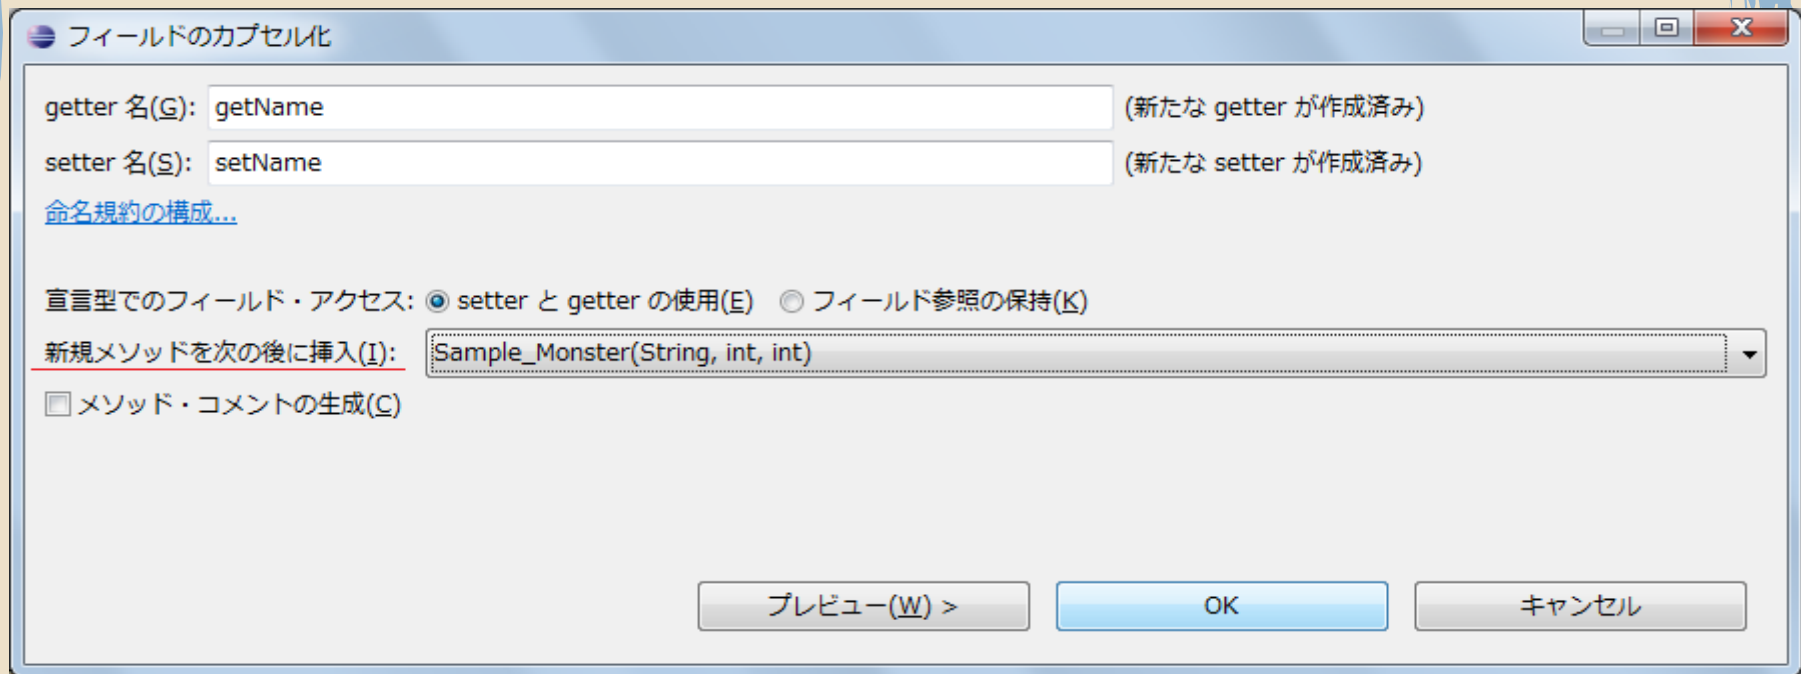 フィールドのカプセル化
getter 名(G): getName (新たな getter が作成済み)
setter 名(S): setName (新たな setter が作成済み)
命名規約の構成...
宣言型でのフィールド・アクセス: setter と getter の使用(E) フィールド参照の保持(K)
新規メソッドを次の後に挿入(I): Sample_Monster(String, int, int)
メソッド・コメントの生成(C)
プレビュー(W) > OK キャンセル